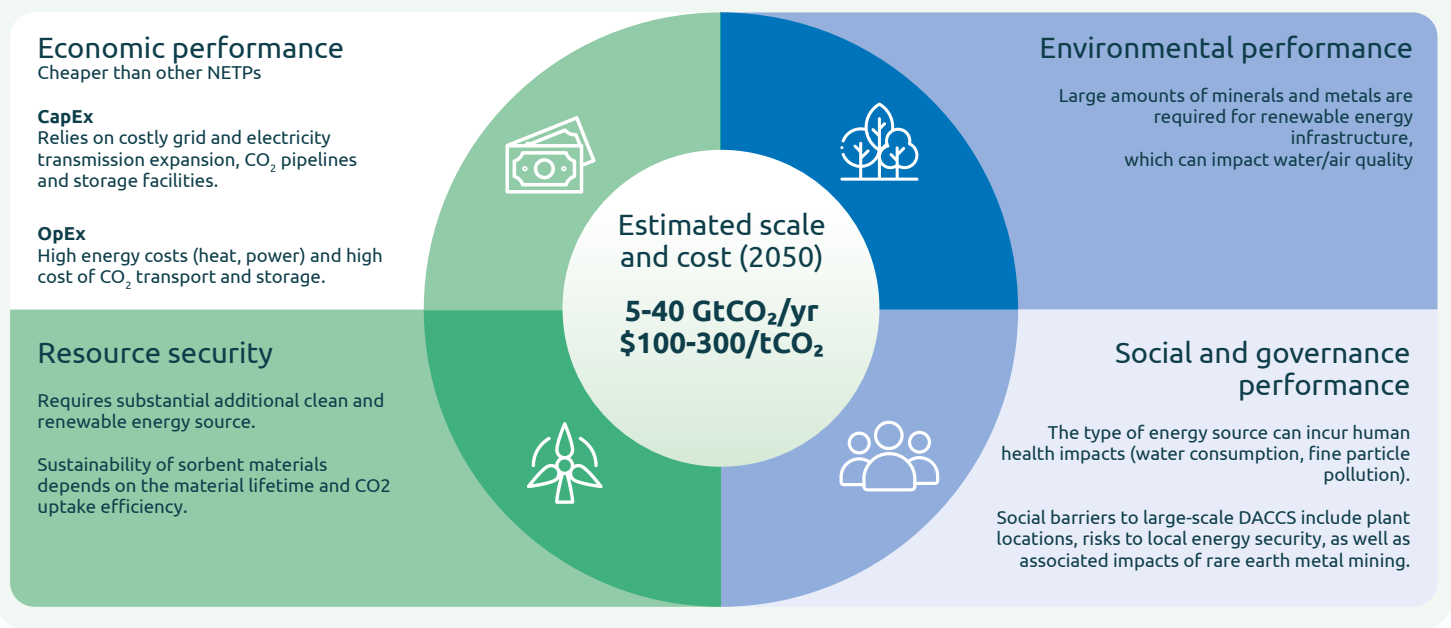 Economic performance
Cheaper than other NETPs
CapEx
Relies on costly grid and electricity
transmission expansion, CO₂ pipelines
and storage facilities.
OpEx
High energy costs (heat, power) and high
cost of CO₂ transport and storage.
Environmental performance
Large amounts of minerals and metals are
required for renewable energy
infrastructure,
which can impact water/air quality
Estimated scale
and cost (2050)
5-40 GtCO₂/yr
$100-300/tCO₂
Resource security
Requires substantial additional clean and
renewable energy source.
Sustainability of sorbent materials
depends on the material lifetime and CO2
uptake efficiency.
Social and governance
performance
The type of energy source can incur human
health impacts (water consumption, fine particle
pollution).
Social barriers to large-scale DACCS include plant
locations, risks to local energy security, as well as
associated impacts of rare earth metal mining.